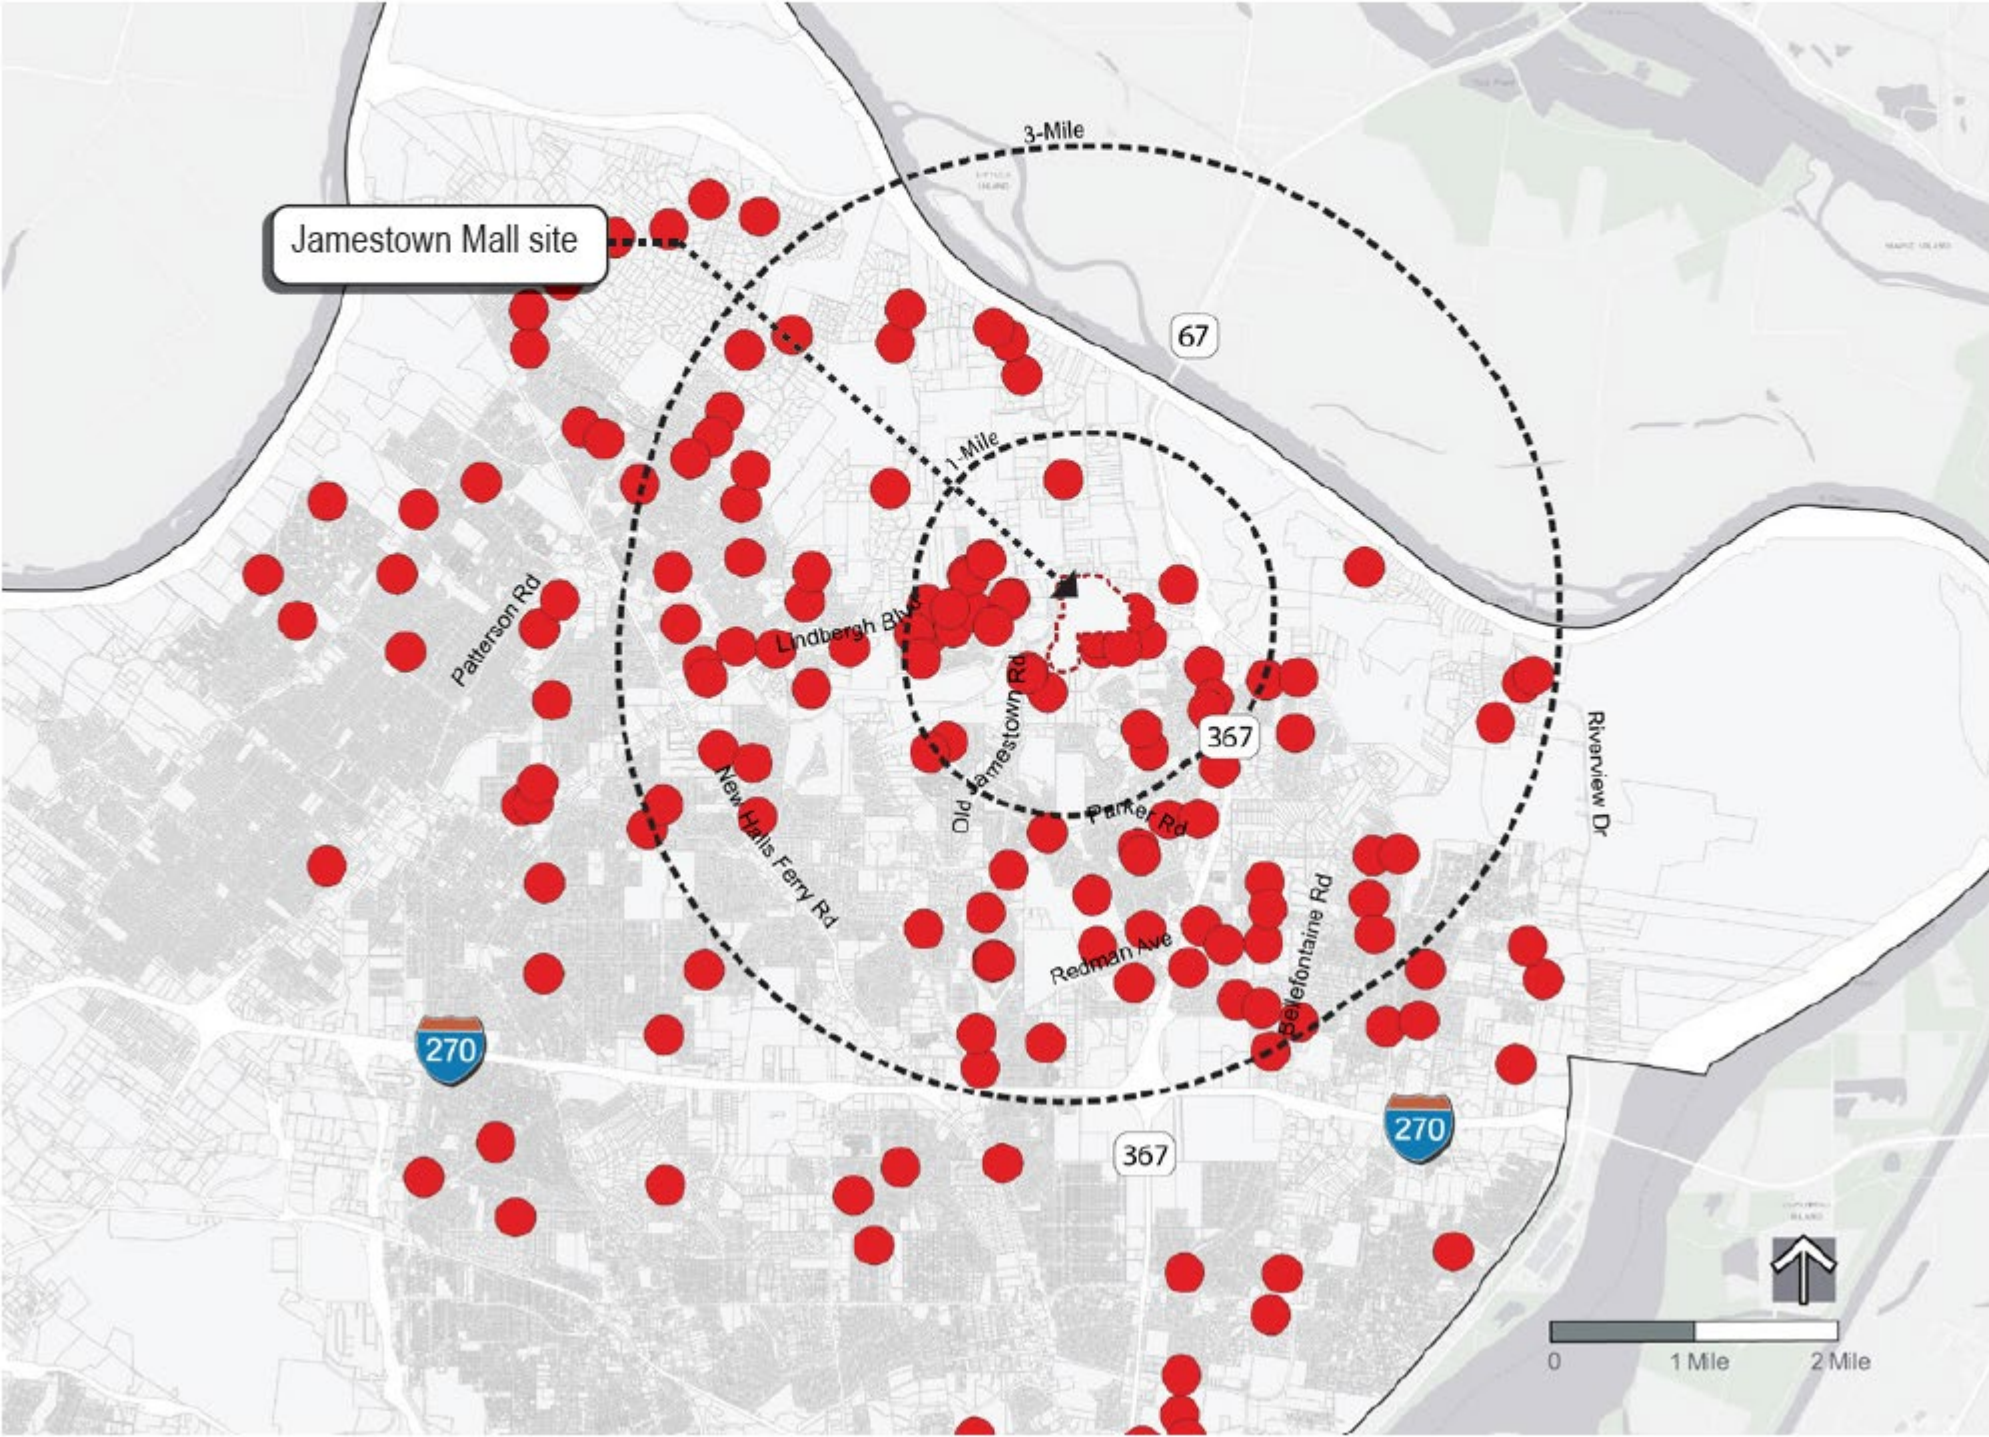 3-Mile
Jamestown Mall site
67
1-Mile
Patterson Rd
Lindbergh Blvd
Old Jamestown Rd
367
Riverview Dr
New Halls Ferry Rd
Parker Rd
Redman Ave
Bellefontaine Rd
270
270
367
0 1 Mile 2 Mile